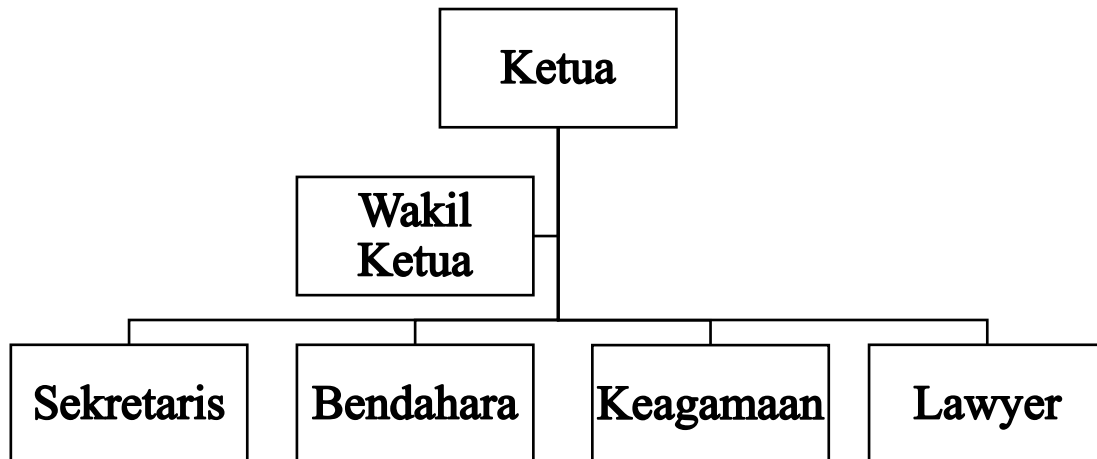 Ketua
Wakil
Ketua
Sekretaris
Bendahara
Keagamaan
Lawyer